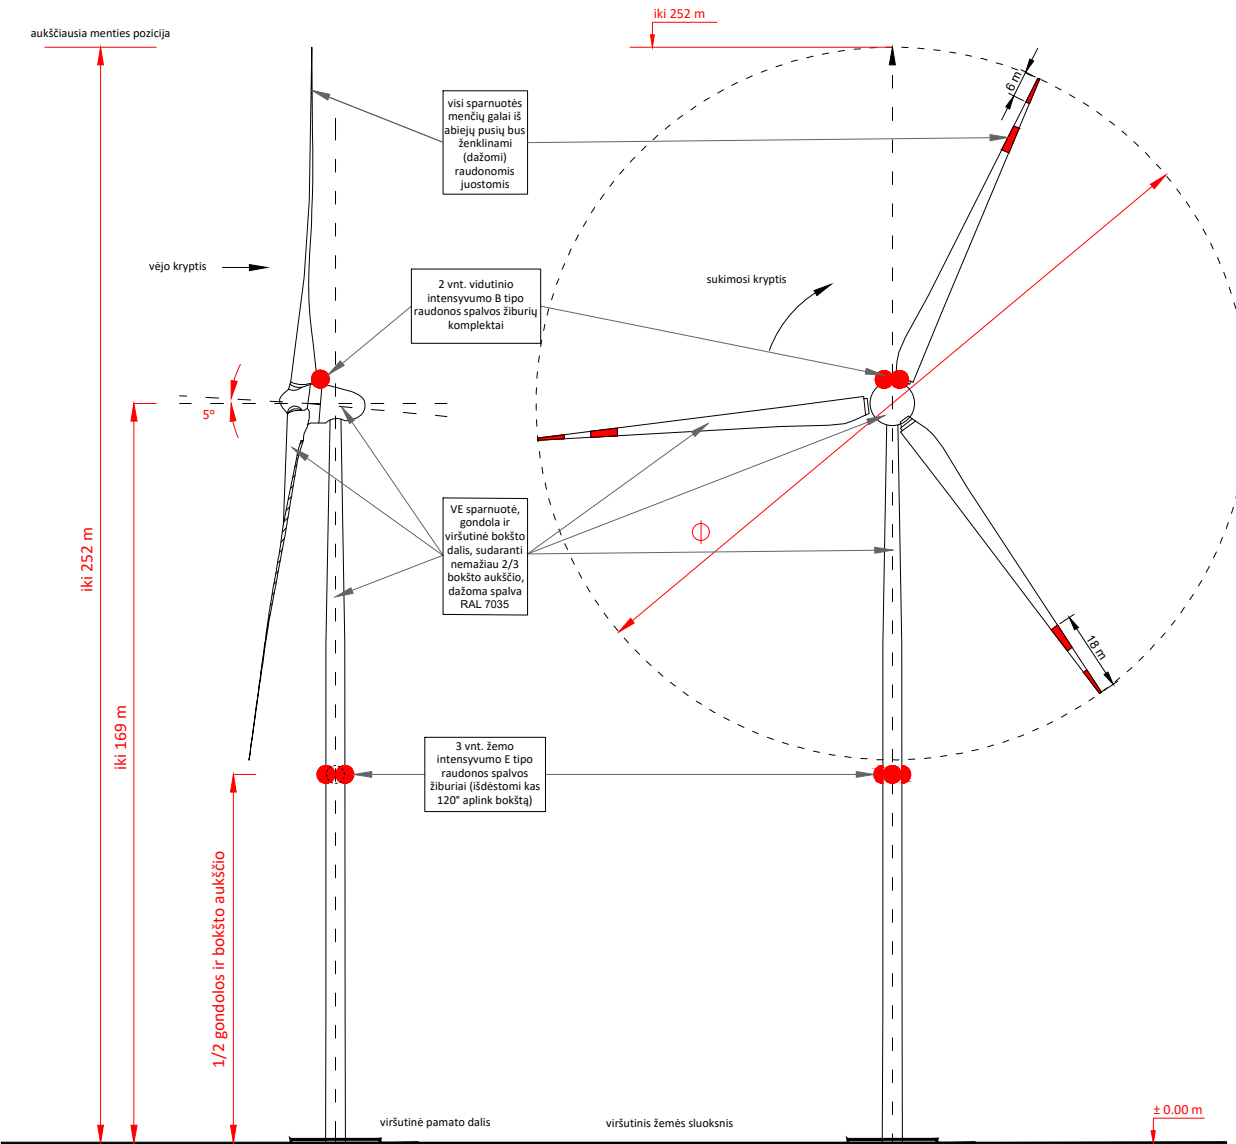 iki 252 m
aukščiausia menties pozicija
6 m
visi sparnuotės
menčių galai iš
abiejų pusių bus
ženklinami
(dažomi)
raudonomis
juostomis
vėjo kryptis
2 vnt. vidutinio
intensyvumo B tipo
raudonos spalvos žiburių
komplektai
sukimosi kryptis
5°
iki 252 m
VE sparnuotė,
gondola ir
viršutinė bokšto
dalis, sudaranti
nemažiau 2/3
bokšto aukščio,
dažoma spalva
RAL 7035
Φ
18 m
iki 169 m
3 vnt. žemo
intensyvumo E tipo
raudonos spalvos
žiburiai (išdėstomi kas
120° aplink bokštą)
1/2 gondolos ir bokšto aukščio
± 0.00 m
viršutinė pamato dalis
viršutinis žemės sluoksnis